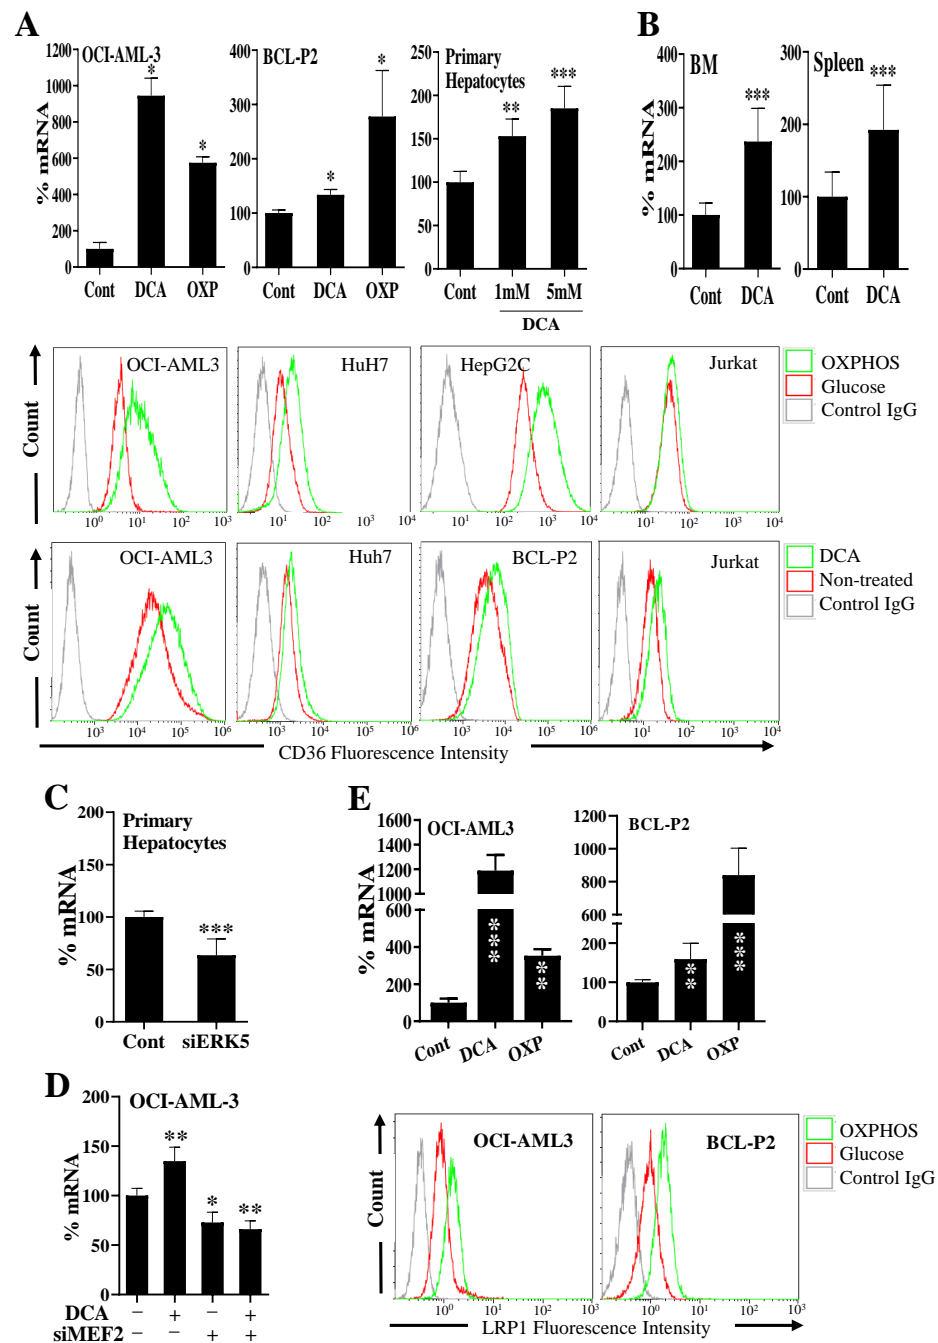 A
B
OCI-AML-3
BCL-P2
Primary
Hepatocytes
BM
Spleen
% mRNA
1200
1000
800
600
400
200
0
*
*
Cont DCA OXP
400
300
200
100
0
*
*
Cont DCA OXP
250
200
150
100
50
0
**
***
Cont 1mM 5mM
DCA
% mRNA
400
300
200
100
0
***
Cont DCA
300
200
100
0
***
Cont DCA
Count
OCI-AML3
10⁰ 10¹ 10² 10³
HuH7
10¹ 10² 10³ 10⁴
HepG2C
10¹ 10² 10³ 10⁴
Jurkat
10¹ 10² 10³ 10⁴
OXPHOS
Glucose
Control IgG
Count
OCI-AML3
10³ 10⁴ 10⁵ 10⁶
Huh7
10³ 10⁴ 10⁵ 10⁶
BCL-P2
10³ 10⁴ 10⁵ 10⁶
Jurkat
10¹ 10² 10³ 10⁴
DCA
Non-treated
Control IgG
CD36 Fluorescence Intensity
C
Primary
Hepatocytes
% mRNA
200
150
100
50
0
***
Cont siERK5
E
OCI-AML3
% mRNA
1600
1400
1200
1000
600
400
200
0
***
**
Cont DCA OXP
BCL-P2
1200
1000
800
600
200
100
0
**
***
Cont DCA OXP
D
OCI-AML-3
% mRNA
200
150
100
50
0
**
*
**
DCA − + − +
siMEF2 − − + +
Count
OCI-AML3
10⁰ 10¹ 10² 10³
BCL-P2
10⁰ 10¹ 10² 10³
OXPHOS
Glucose
Control IgG
LRP1 Fluorescence Intensity